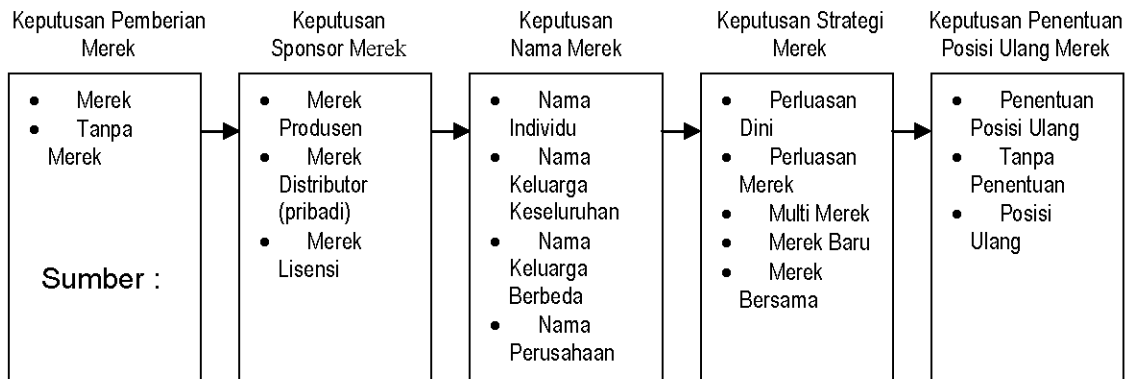 Keputusan Pemberian
Merek
• Merek
• Tanpa
Merek
Sumber :
Keputusan
Sponsor Merek
• Merek
Produsen
• Merek
Distributor
(pribadi)
• Merek
Lisensi
Keputusan
Nama Merek
• Nama
Individu
• Nama
Keluarga
Keseluruhan
• Nama
Keluarga
Berbeda
• Nama
Perusahaan
Keputusan Strategi
Merek
• Perluasan
Dini
• Perluasan
Merek
• Multi Merek
• Merek Baru
• Merek
Bersama
Keputusan Penentuan
Posisi Ulang Merek
• Penentuan
Posisi Ulang
• Tanpa
Penentuan
• Posisi
Ulang